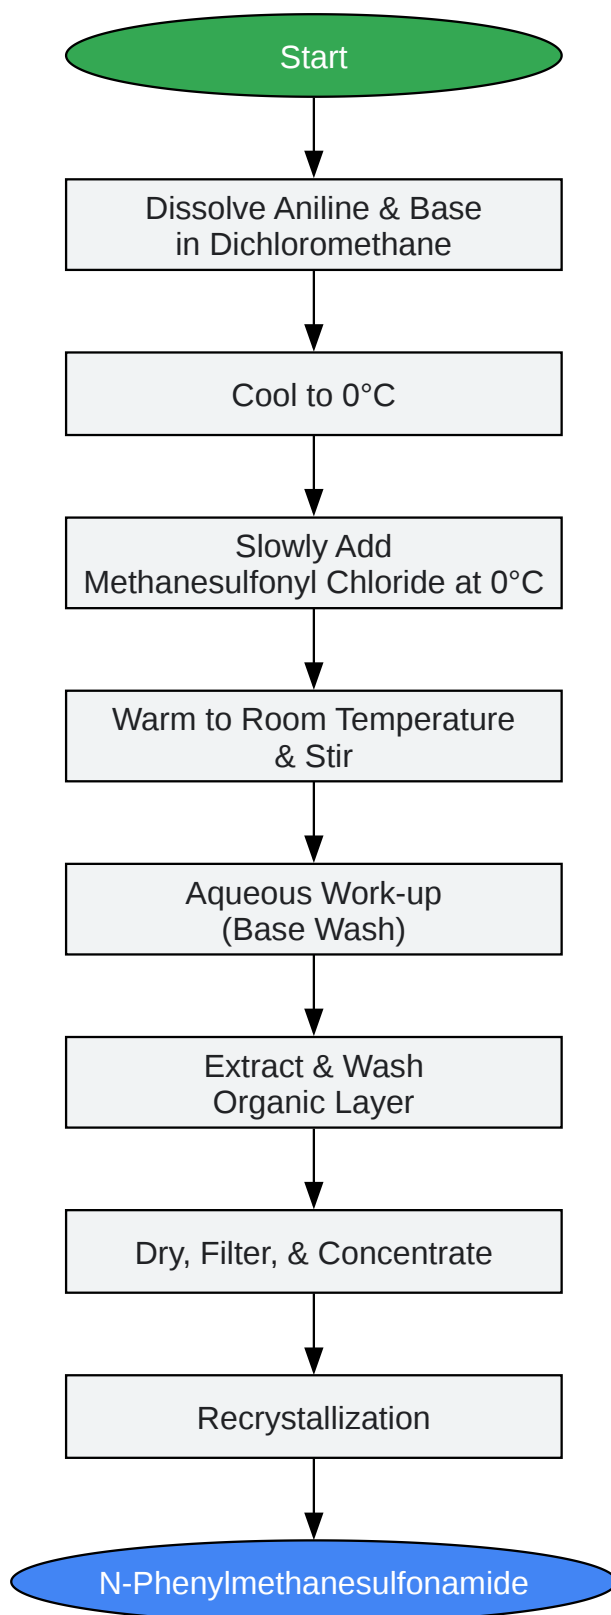 Start
Dissolve Aniline & Base
in Dichloromethane
Cool to 0°C
Slowly Add
Methanesulfonyl Chloride at 0°C
Warm to Room Temperature
& Stir
Aqueous Work-up
(Base Wash)
Extract & Wash
Organic Layer
Dry, Filter, & Concentrate
Recrystallization
N-Phenylmethanesulfonamide